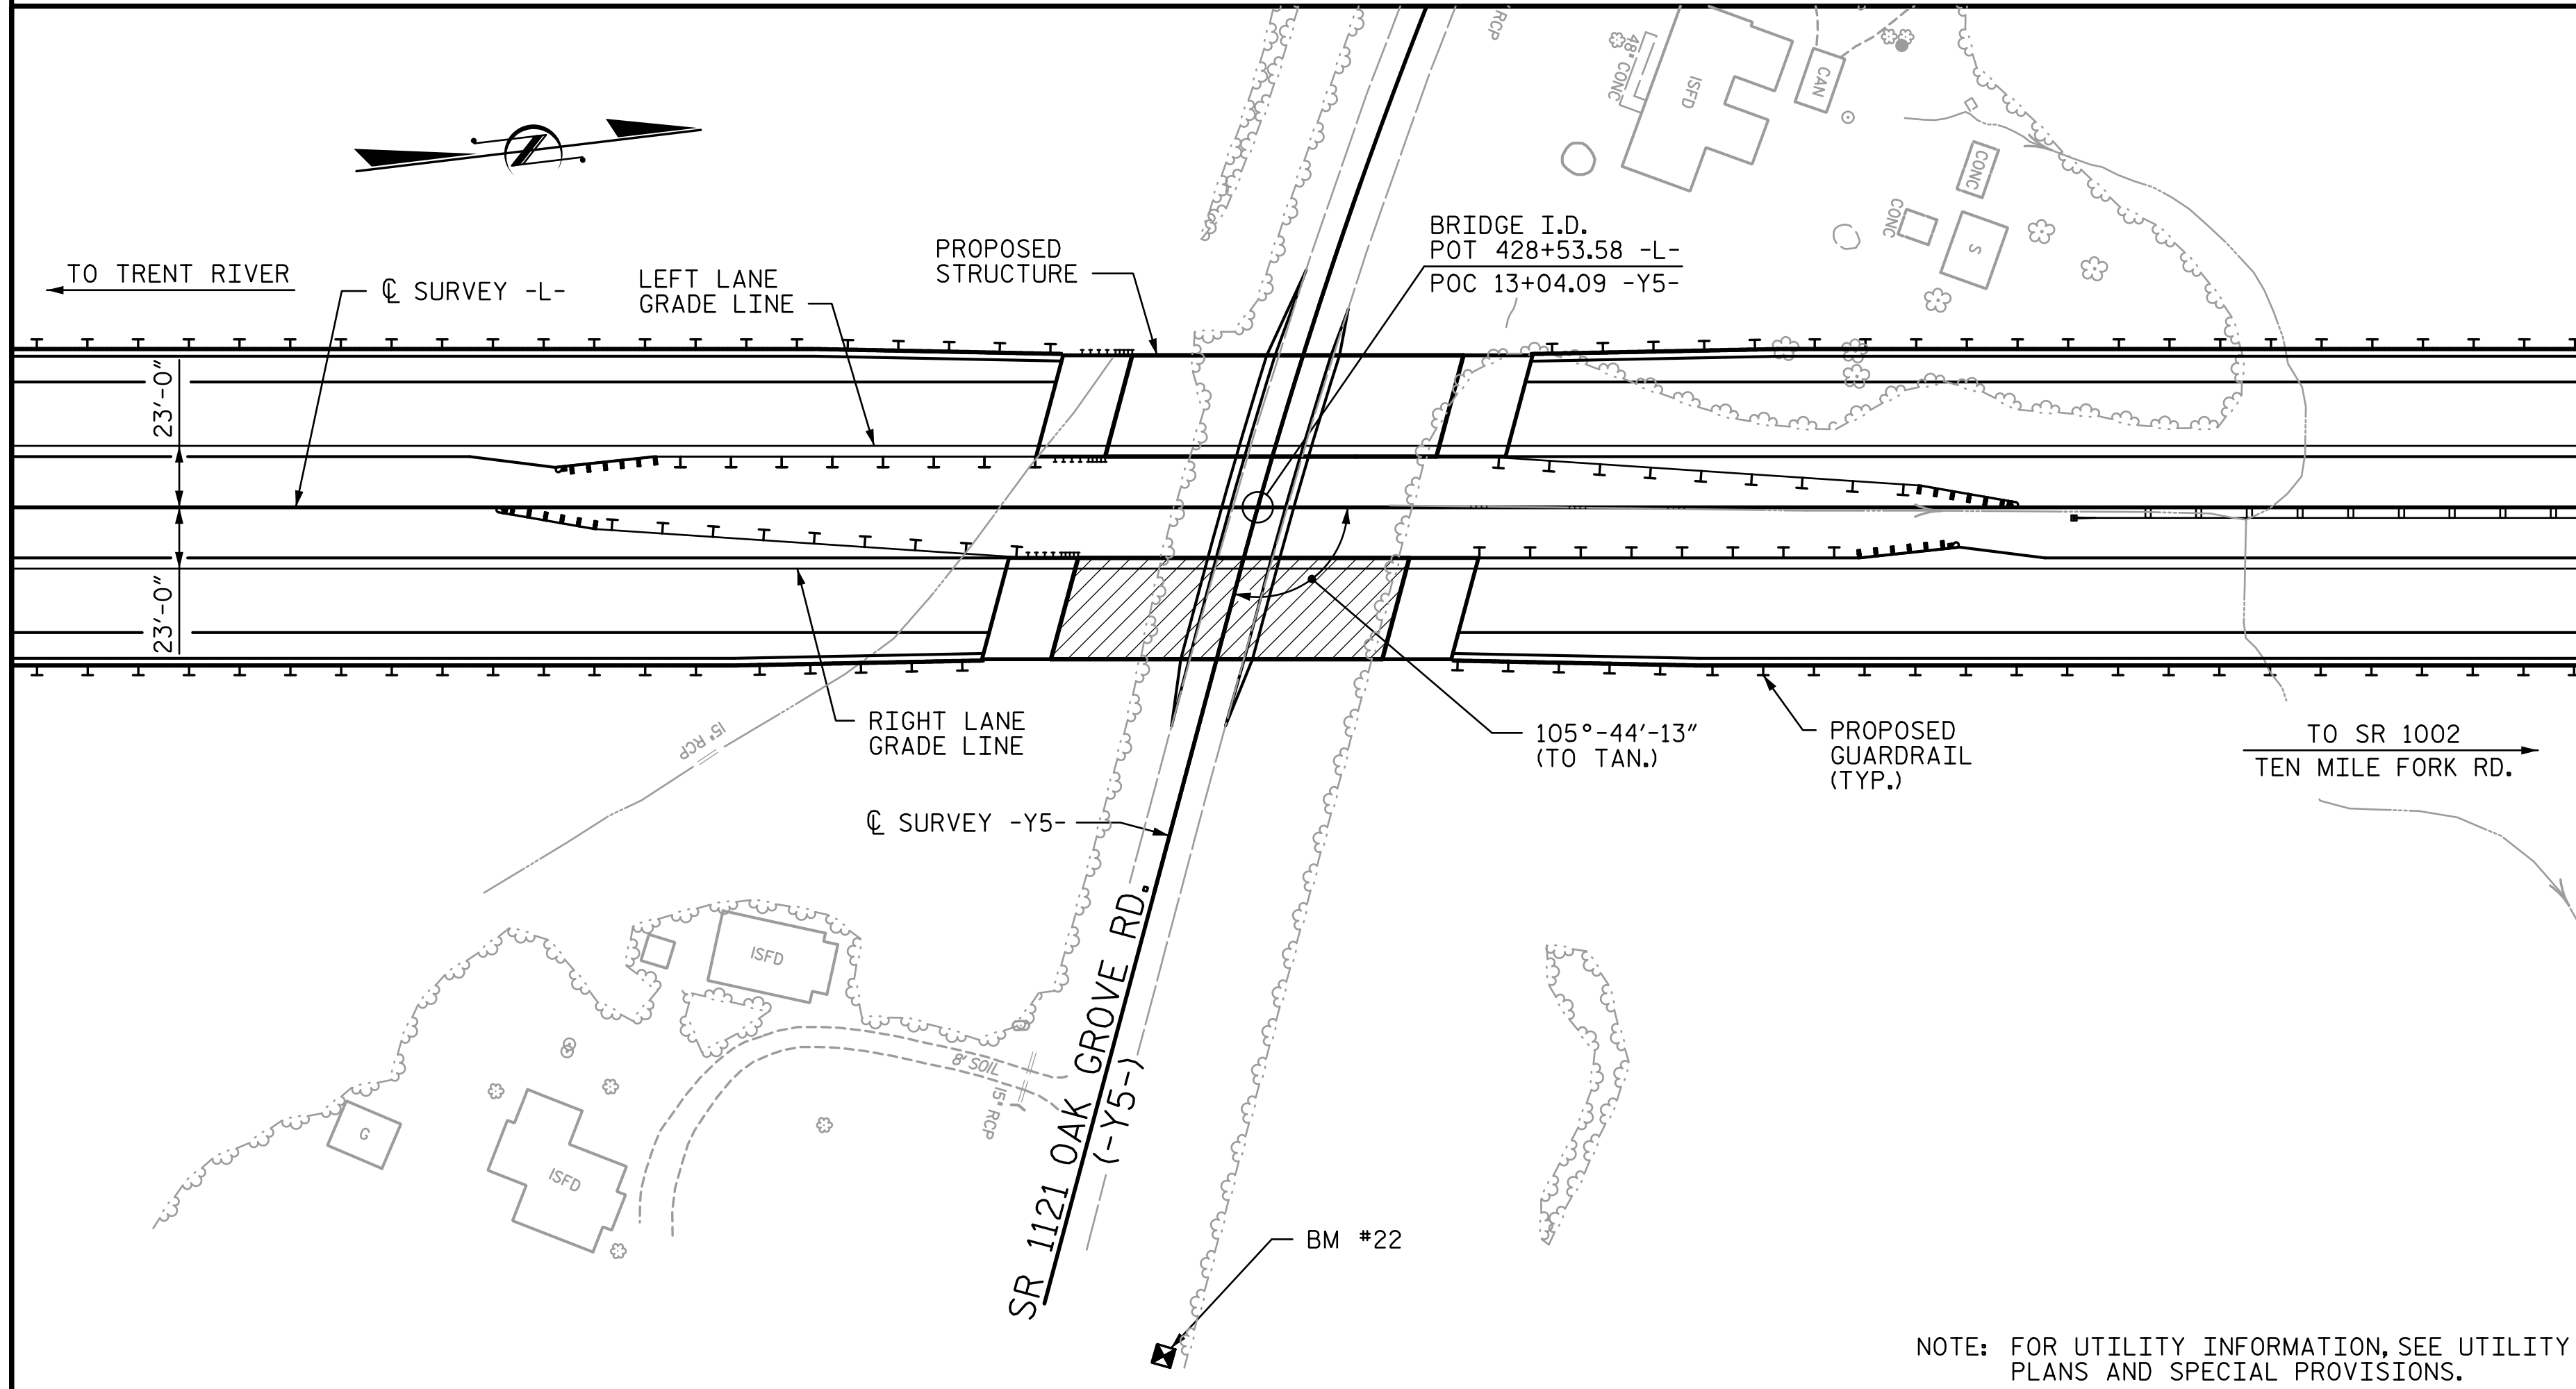 RCP
48' CONC
ISFD
CAN
CONC
CONC
S
TO TRENT RIVER
℄ SURVEY -L-
LEFT LANE
GRADE LINE
PROPOSED
STRUCTURE
BRIDGE I.D.
POT 428+53.58 -L-
POC 13+04.09 -Y5-
23'-0"
23'-0"
15" RCP
RIGHT LANE
GRADE LINE
105°-44'-13"
(TO TAN.)
PROPOSED
GUARDRAIL
(TYP.)
TO SR 1002
TEN MILE FORK RD.
℄ SURVEY -Y5-
SR 1121 OAK GROVE RD.
(-Y5-)
ISFD
8' SOIL
15" RCP
G
ISFD
BM #22
NOTE: FOR UTILITY INFORMATION, SEE UTILITY
PLANS AND SPECIAL PROVISIONS.